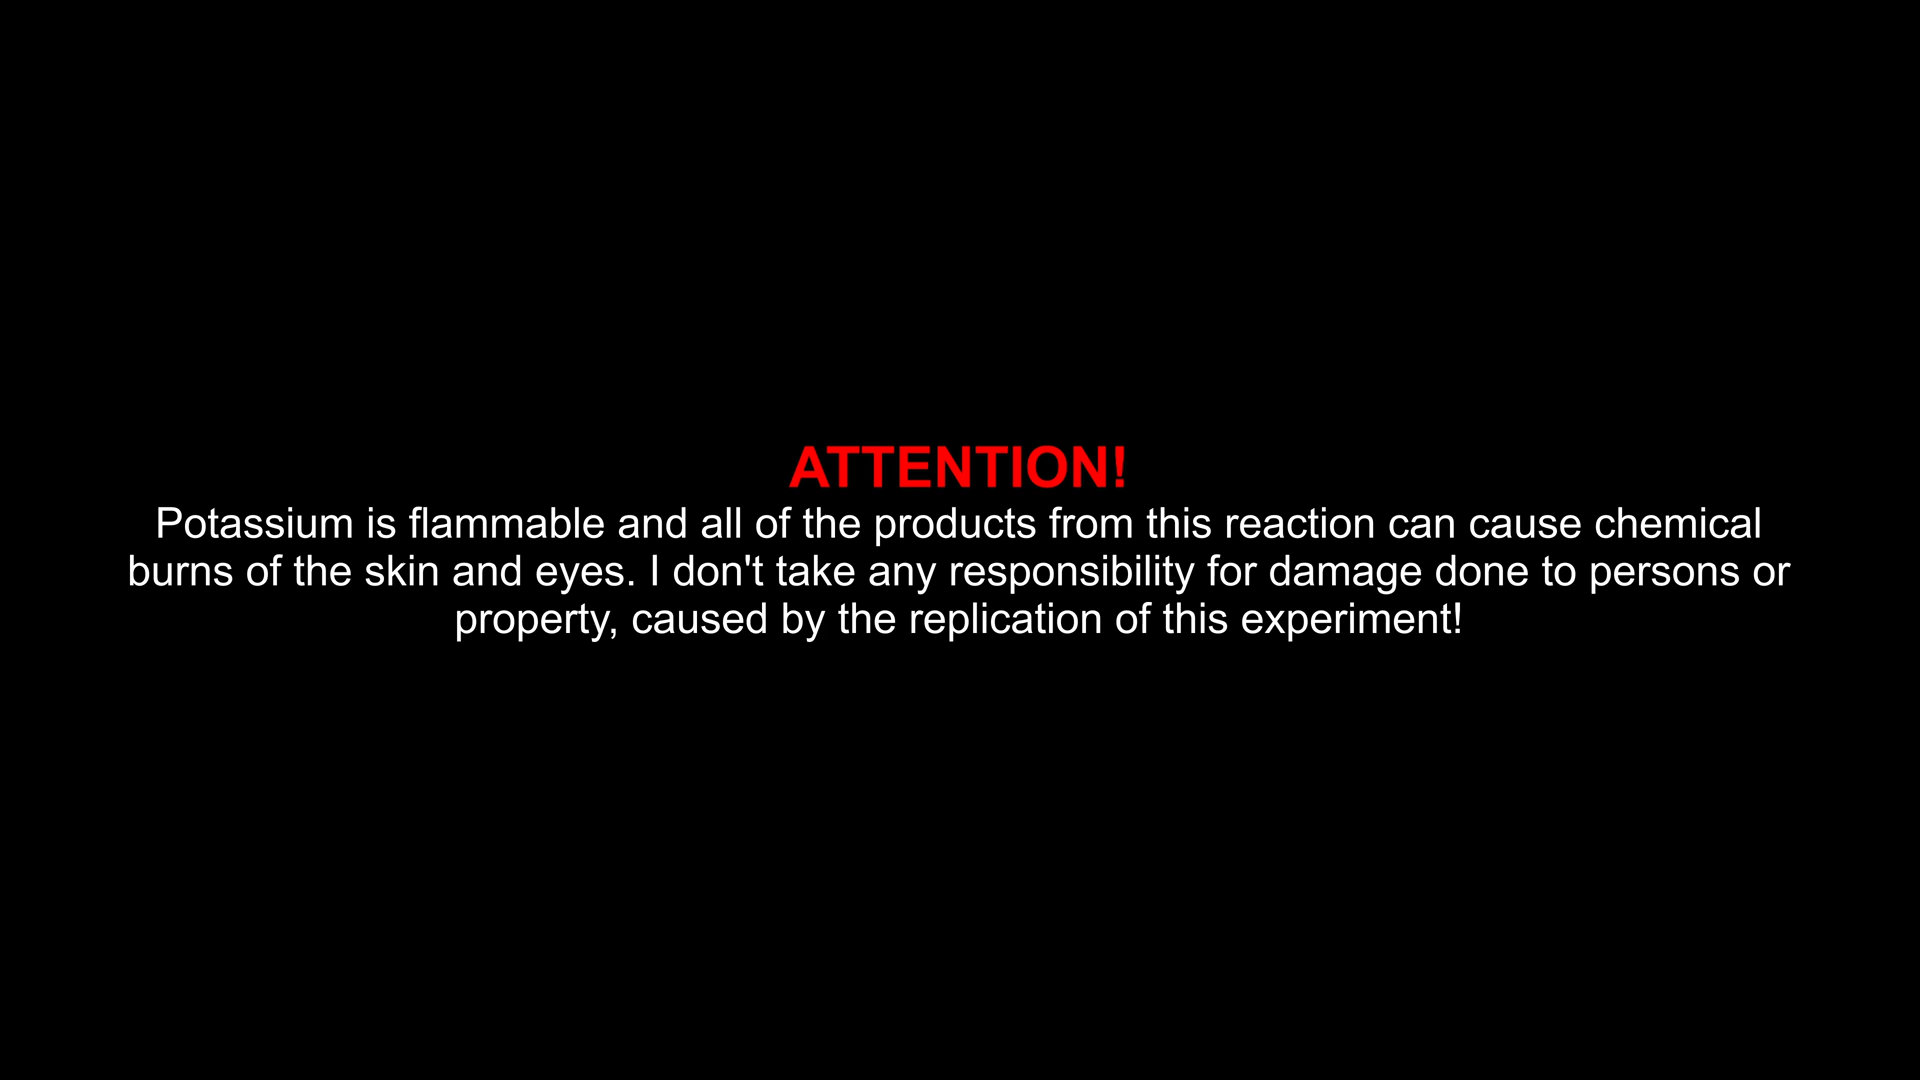 ATTENTION!
Potassium is flammable and all of the products from this reaction can cause chemical
burns of the skin and eyes. I don't take any responsibility for damage done to persons or
property, caused by the replication of this experiment!